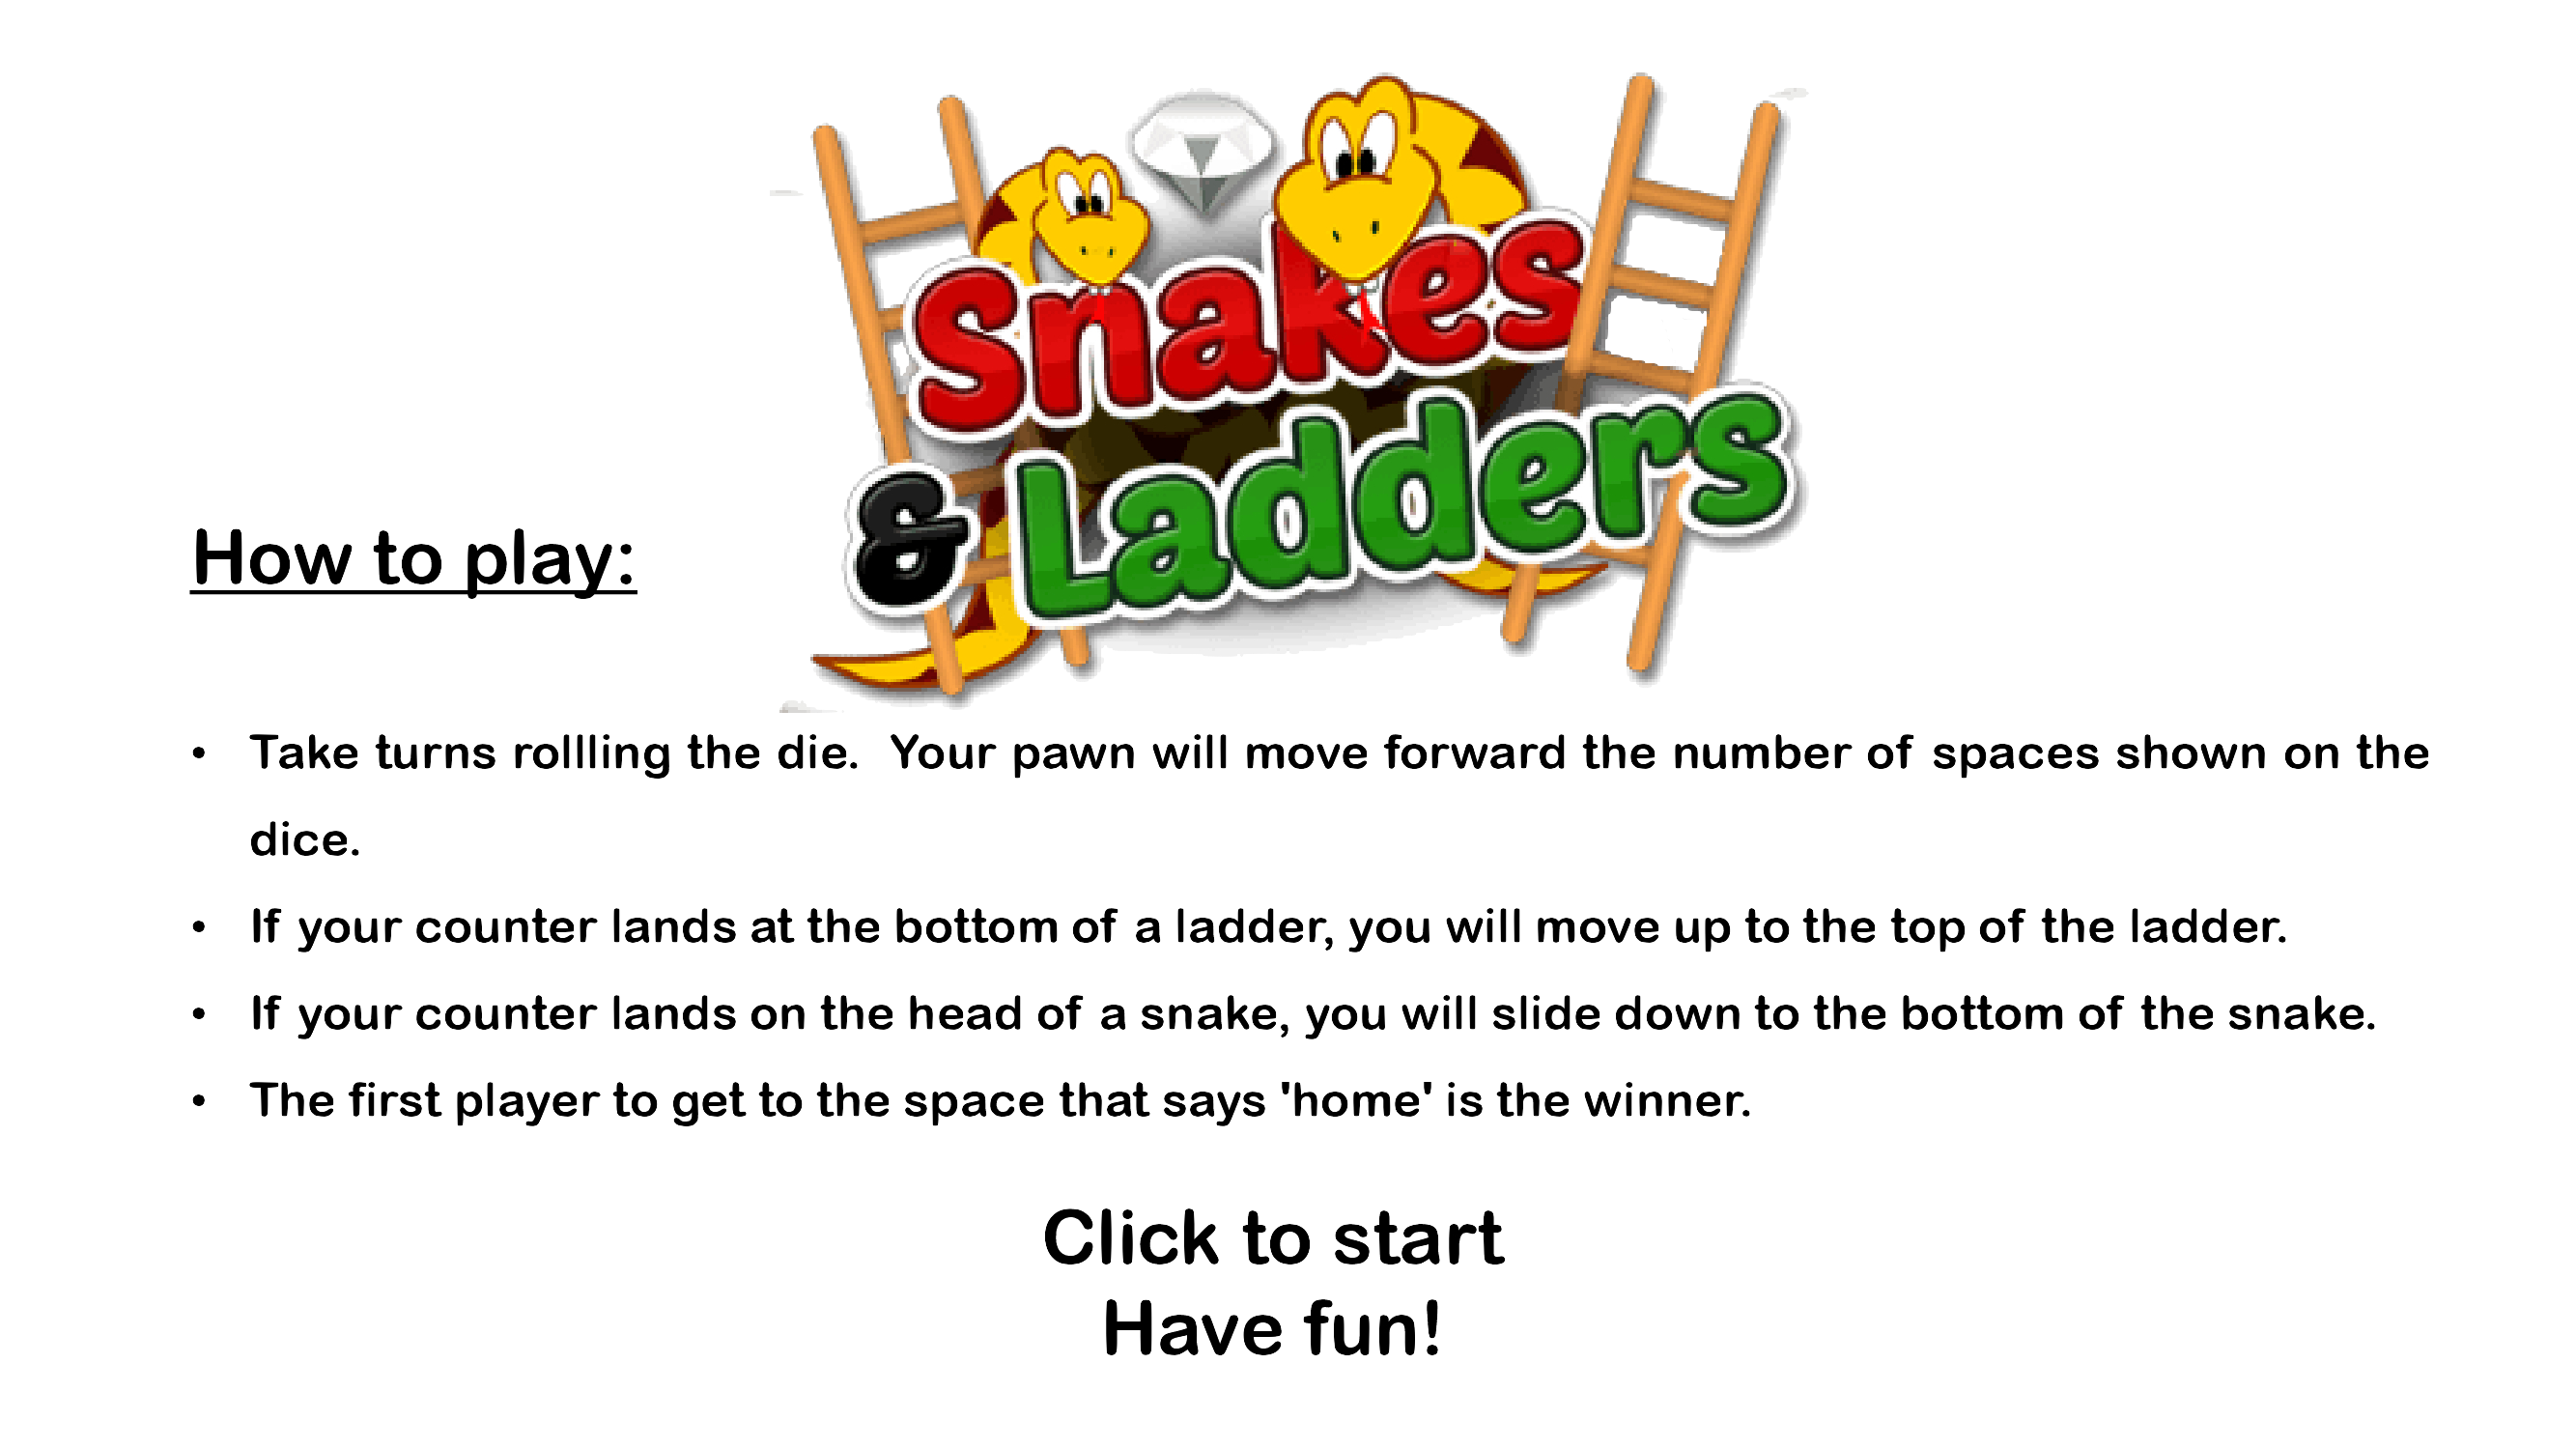 Snakes
& Ladders
How to play:
• Take turns rollling the die. Your pawn will move forward the number of spaces shown on the
dice.
• If your counter lands at the bottom of a ladder, you will move up to the top of the ladder.
• If your counter lands on the head of a snake, you will slide down to the bottom of the snake.
• The first player to get to the space that says 'home' is the winner.
Click to start
Have fun!